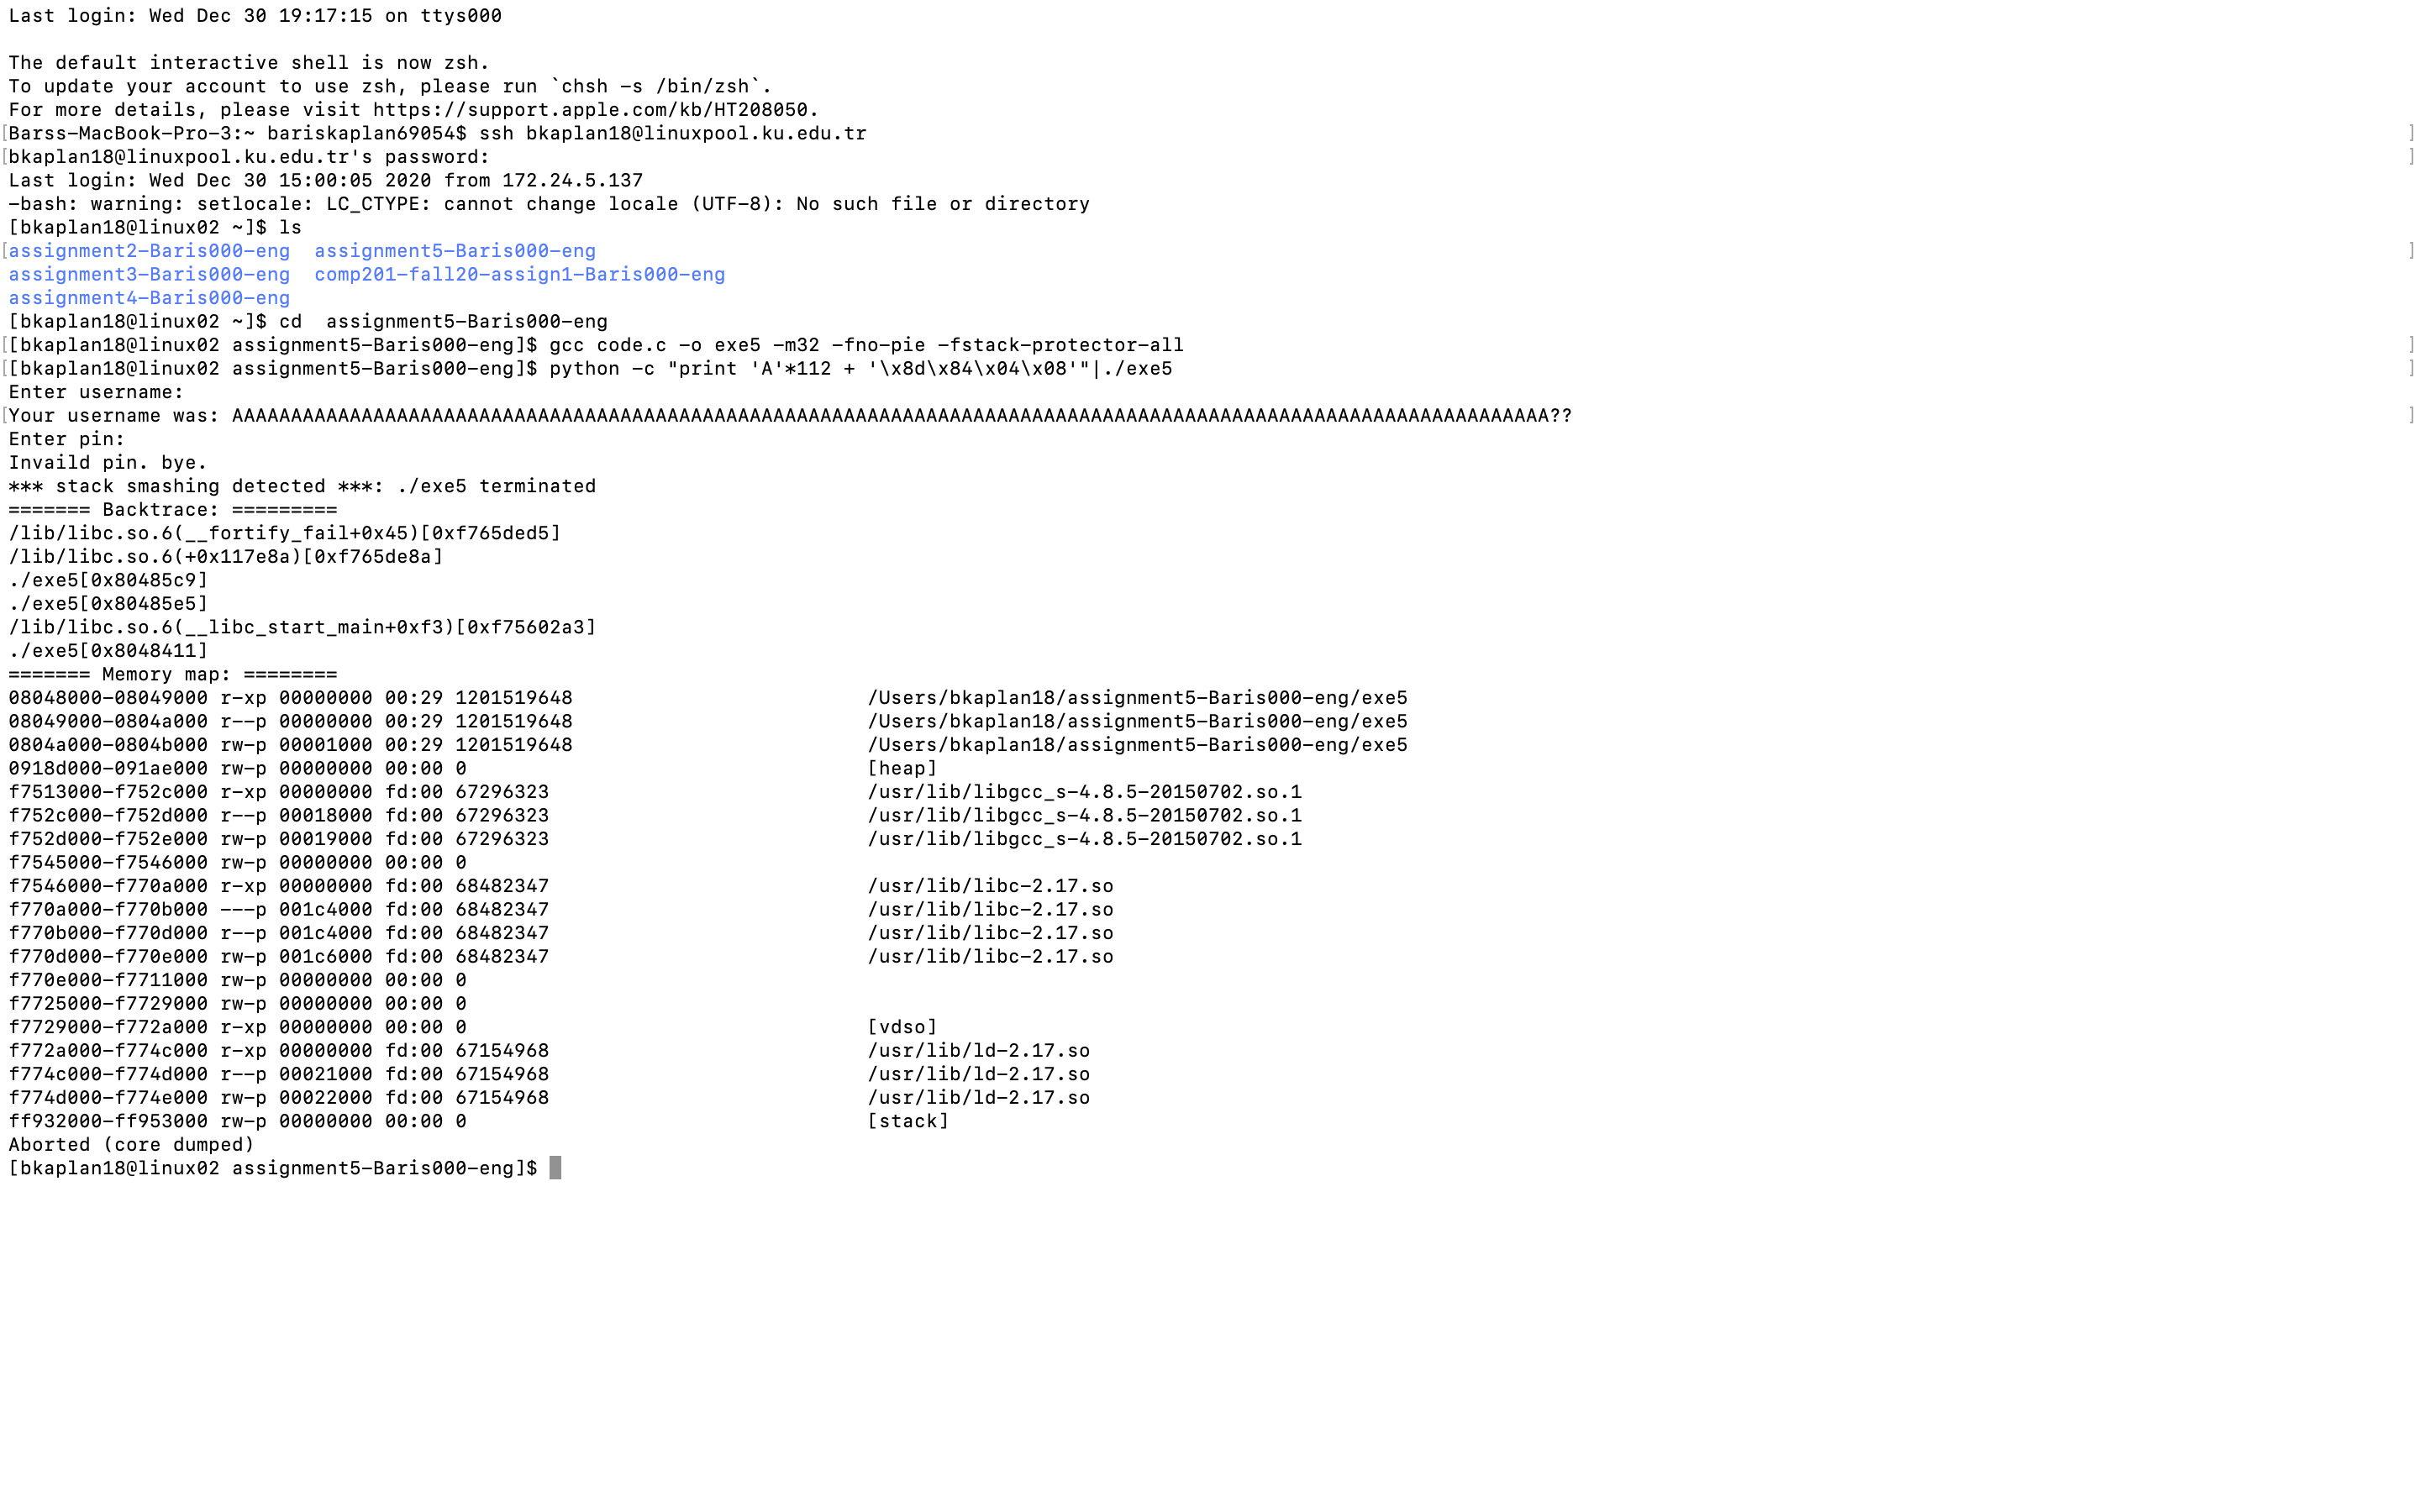 Last login: Wed Dec 30 19:17:15 on ttys000
The default interactive shell is now zsh.
To update your account to use zsh, please run `chsh -s /bin/zsh`.
For more details, please visit https://support.apple.com/kb/HT208050.
[Barss-MacBook-Pro-3:~ bariskaplan69054$ ssh bkaplan18@linuxpool.ku.edu.tr ]
[bkaplan18@linuxpool.ku.edu.tr's password: ]
Last login: Wed Dec 30 15:00:05 2020 from 172.24.5.137
-bash: warning: setlocale: LC_CTYPE: cannot change locale (UTF-8): No such file or directory
[bkaplan18@linux02 ~]$ ls
[assignment2-Baris000-eng  assignment5-Baris000-eng ]
assignment3-Baris000-eng  comp201-fall20-assign1-Baris000-eng
assignment4-Baris000-eng
[bkaplan18@linux02 ~]$ cd  assignment5-Baris000-eng
[[bkaplan18@linux02 assignment5-Baris000-eng]$ gcc code.c -o exe5 -m32 -fno-pie -fstack-protector-all ]
[[bkaplan18@linux02 assignment5-Baris000-eng]$ python -c "print 'A'*112 + '\x8d\x84\x04\x08'"|./exe5 ]
Enter username:
[Your username was: AAAAAAAAAAAAAAAAAAAAAAAAAAAAAAAAAAAAAAAAAAAAAAAAAAAAAAAAAAAAAAAAAAAAAAAAAAAAAAAAAAAAAAAAAAAAAAAAAAAAAAAAAAAAAAAA?? ]
Enter pin:
Invaild pin. bye.
*** stack smashing detected ***: ./exe5 terminated
======= Backtrace: =========
/lib/libc.so.6(__fortify_fail+0x45)[0xf765ded5]
/lib/libc.so.6(+0x117e8a)[0xf765de8a]
./exe5[0x80485c9]
./exe5[0x80485e5]
/lib/libc.so.6(__libc_start_main+0xf3)[0xf75602a3]
./exe5[0x8048411]
======= Memory map: ========
08048000-08049000 r-xp 00000000 00:29 1201519648 /Users/bkaplan18/assignment5-Baris000-eng/exe5
08049000-0804a000 r--p 00000000 00:29 1201519648 /Users/bkaplan18/assignment5-Baris000-eng/exe5
0804a000-0804b000 rw-p 00001000 00:29 1201519648 /Users/bkaplan18/assignment5-Baris000-eng/exe5
0918d000-091ae000 rw-p 00000000 00:00 0 [heap]
f7513000-f752c000 r-xp 00000000 fd:00 67296323 /usr/lib/libgcc_s-4.8.5-20150702.so.1
f752c000-f752d000 r--p 00018000 fd:00 67296323 /usr/lib/libgcc_s-4.8.5-20150702.so.1
f752d000-f752e000 rw-p 00019000 fd:00 67296323 /usr/lib/libgcc_s-4.8.5-20150702.so.1
f7545000-f7546000 rw-p 00000000 00:00 0
f7546000-f770a000 r-xp 00000000 fd:00 68482347 /usr/lib/libc-2.17.so
f770a000-f770b000 ---p 001c4000 fd:00 68482347 /usr/lib/libc-2.17.so
f770b000-f770d000 r--p 001c4000 fd:00 68482347 /usr/lib/libc-2.17.so
f770d000-f770e000 rw-p 001c6000 fd:00 68482347 /usr/lib/libc-2.17.so
f770e000-f7711000 rw-p 00000000 00:00 0
f7725000-f7729000 rw-p 00000000 00:00 0
f7729000-f772a000 r-xp 00000000 00:00 0 [vdso]
f772a000-f774c000 r-xp 00000000 fd:00 67154968 /usr/lib/ld-2.17.so
f774c000-f774d000 r--p 00021000 fd:00 67154968 /usr/lib/ld-2.17.so
f774d000-f774e000 rw-p 00022000 fd:00 67154968 /usr/lib/ld-2.17.so
ff932000-ff953000 rw-p 00000000 00:00 0 [stack]
Aborted (core dumped)
[bkaplan18@linux02 assignment5-Baris000-eng]$